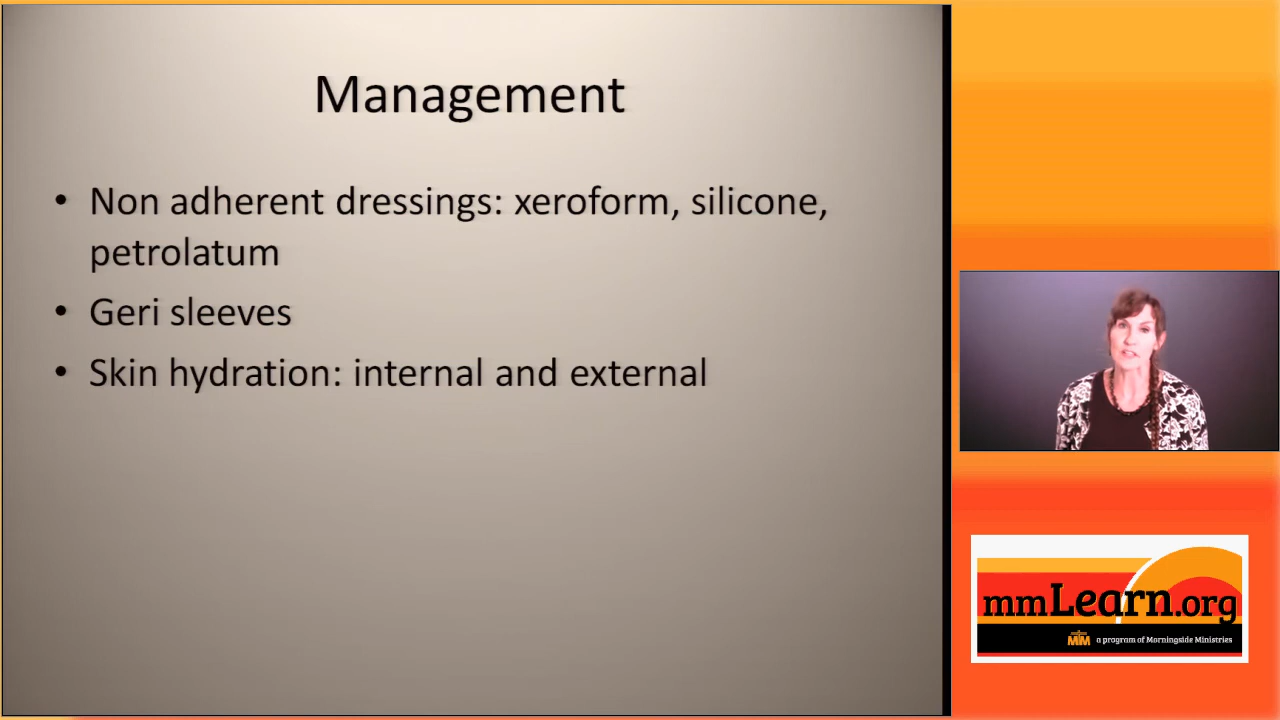 Management
• Non adherent dressings: xeroform, silicone,
petrolatum
• Geri sleeves
• Skin hydration: internal and external
mmLearn.org
MM a program of Morningside Ministries